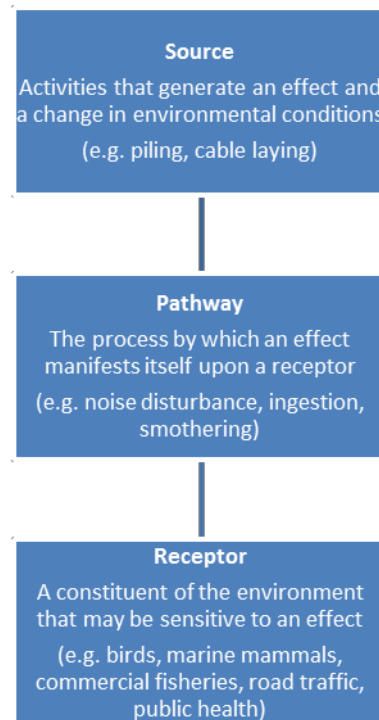 Source
Activities that generate an effect and
a change in environmental conditions
(e.g. piling, cable laying)
Pathway
The process by which an effect
manifests itself upon a receptor
(e.g. noise disturbance, ingestion,
smothering)
Receptor
A constituent of the environment
that may be sensitive to an effect
(e.g. birds, marine mammals,
commercial fisheries, road traffic,
public health)